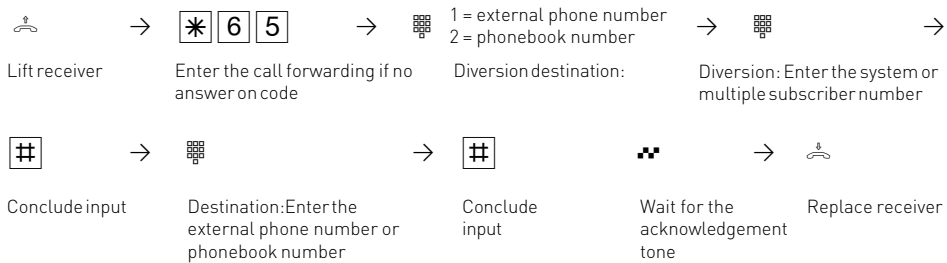 * 6 5
1 = external phone number
2 = phonebook number
Lift receiver
Enter the call forwarding if no
answer on code
Diversion destination:
Diversion: Enter the system or
multiple subscriber number
#
#
Conclude input
Destination:Enter the
external phone number or
phonebook number
Conclude
input
Wait for the
acknowledgement
tone
Replace receiver